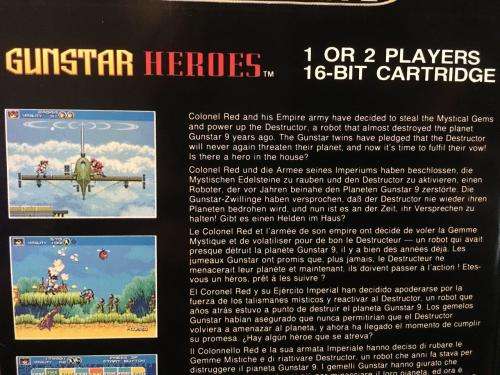 GUNSTAR HEROES™
1 OR 2 PLAYERS
16-BIT CARTRIDGE
Colonel Red and his Empire army have decided to steal the Mystical Gems
and power up the Destructor, a robot that almost destroyed the planet
Gunstar 9 years ago. The Gunstar twins have pledged that the Destructor
will never again threaten their planet, and now it's time to fulfil their vow!
Is there a hero in the house?
Colonel Red und die Armee seines Imperiums haben beschlossen, die
Mystischen Edelsteine zu rauben und den Destructor zu aktivieren, einen
Roboter, der vor Jahren beinahe den Planeten Gunstar 9 zerstörte. Die
Gunstar-Zwillinge haben versprochen, daß der Destructor nie wieder ihren
Planeten bedrohen wird, und nun ist es an der Zeit, ihr Versprechen zu
halten! Gibt es einen Helden im Haus?
Le Colonel Red et l'armée de son empire ont décidé de voler la Gemme
Mystique et de volatiliser pour de bon le Destructeur — un robot qui avait
presque détruit la planète Gunstar 9, il y a bien des années déjà. Les
jumeaux Gunstar ont promis que, plus jamais, le Destructeur ne
menacerait leur planète et maintenant, ils doivent passer à l'action ! Etes-
vous un héros, prêt à les suivre ?
El Coronel Red y su Ejército Imperial han decidido apoderarse por la
fuerza de los talismanes místicos y reactivar al Destructor, un robot que
años atrás estuvo a punto de destruir el planeta Gunstar 9. Los gemelos
Gunstar habían asegurado que nunca permitirían que el Destructor
volviera a amenazar al planeta, y ahora ha llegado el momento de cumplir
su promesa. ¿Hay algún héroe que se atreva?
Il Colonnello Red e la sua armata Imperiale hanno deciso di rubare le
Gemme Mistiche e di riattivare Destructor, un robot che anni fa stava per
distruggere il pianeta Gunstar 9. I gemelli Gunstar hanno giurato che